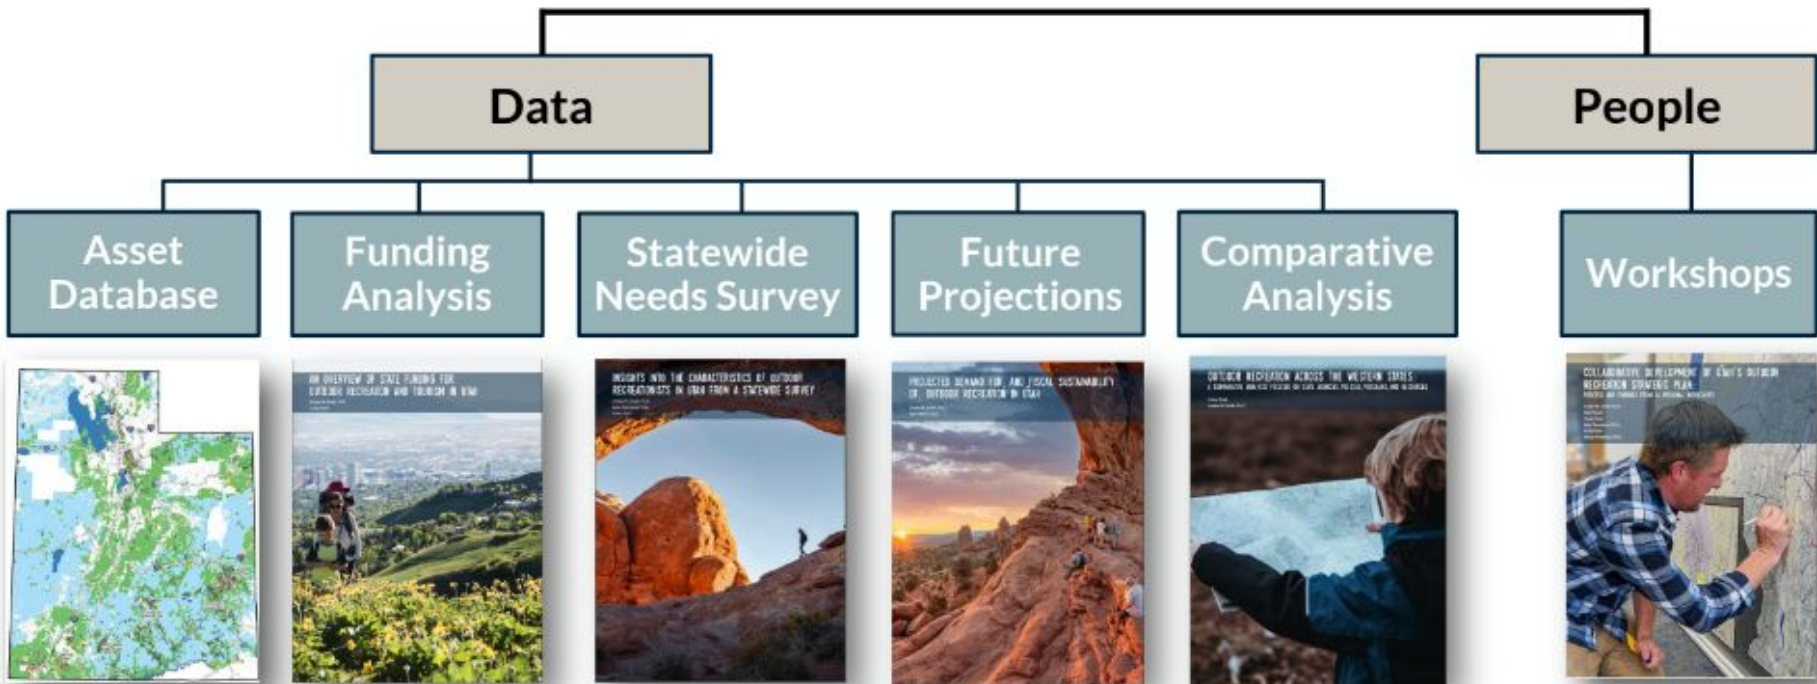 Data
People
Asset
Database
Funding
Analysis
Statewide
Needs Survey
Future
Projections
Comparative
Analysis
Workshops
AN OVERVIEW OF STATE FUNDING FOR
OUTDOOR RECREATION AND TOURISM IN UTAH
INSIGHTS INTO THE CHARACTERISTICS OF OUTDOOR
RECREATIONISTS IN UTAH FROM A STATEWIDE SURVEY
PROJECTED DEMAND FOR, AND FISCAL SUSTAINABILITY
OF, OUTDOOR RECREATION IN UTAH
OUTDOOR RECREATION ACROSS THE WESTERN STATES:
COLLABORATIVE DEVELOPMENT OF UTAH'S OUTDOOR
RECREATION STRATEGIC PLAN: